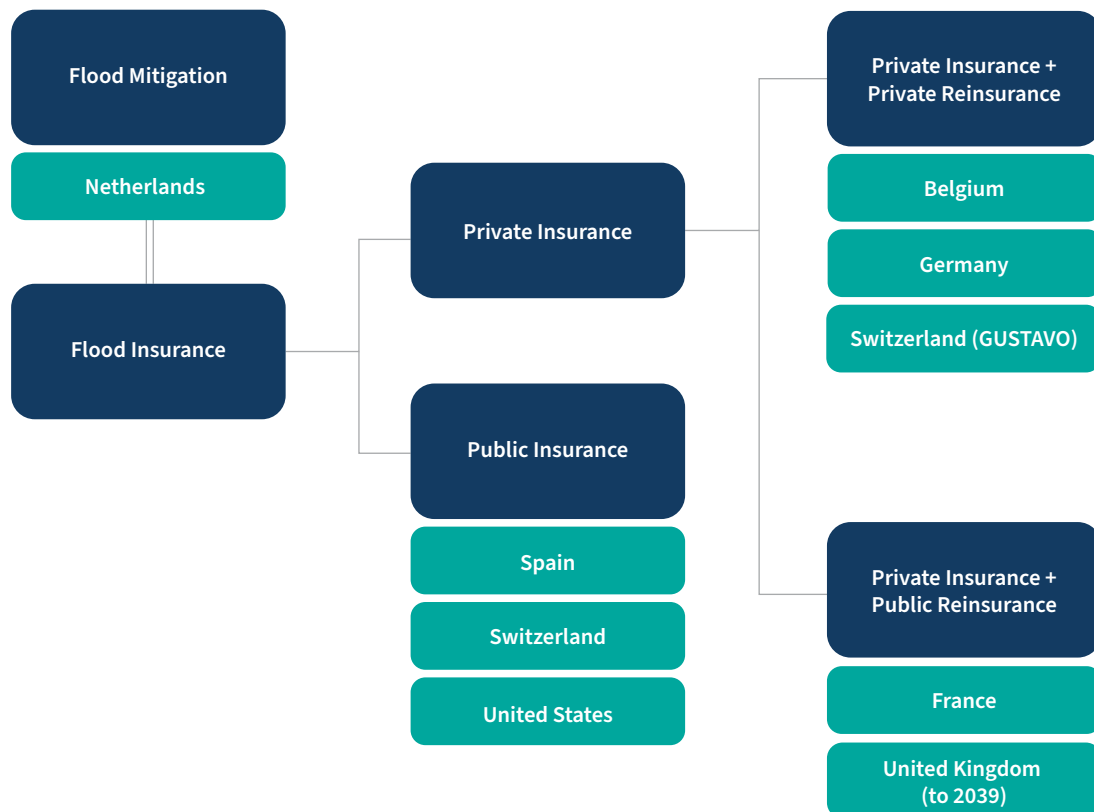 Flood Mitigation
Netherlands
Flood Insurance
Private Insurance
Public Insurance
Spain
Switzerland
United States
Private Insurance +
Private Reinsurance
Belgium
Germany
Switzerland (GUSTAVO)
Private Insurance +
Public Reinsurance
France
United Kingdom
(to 2039)